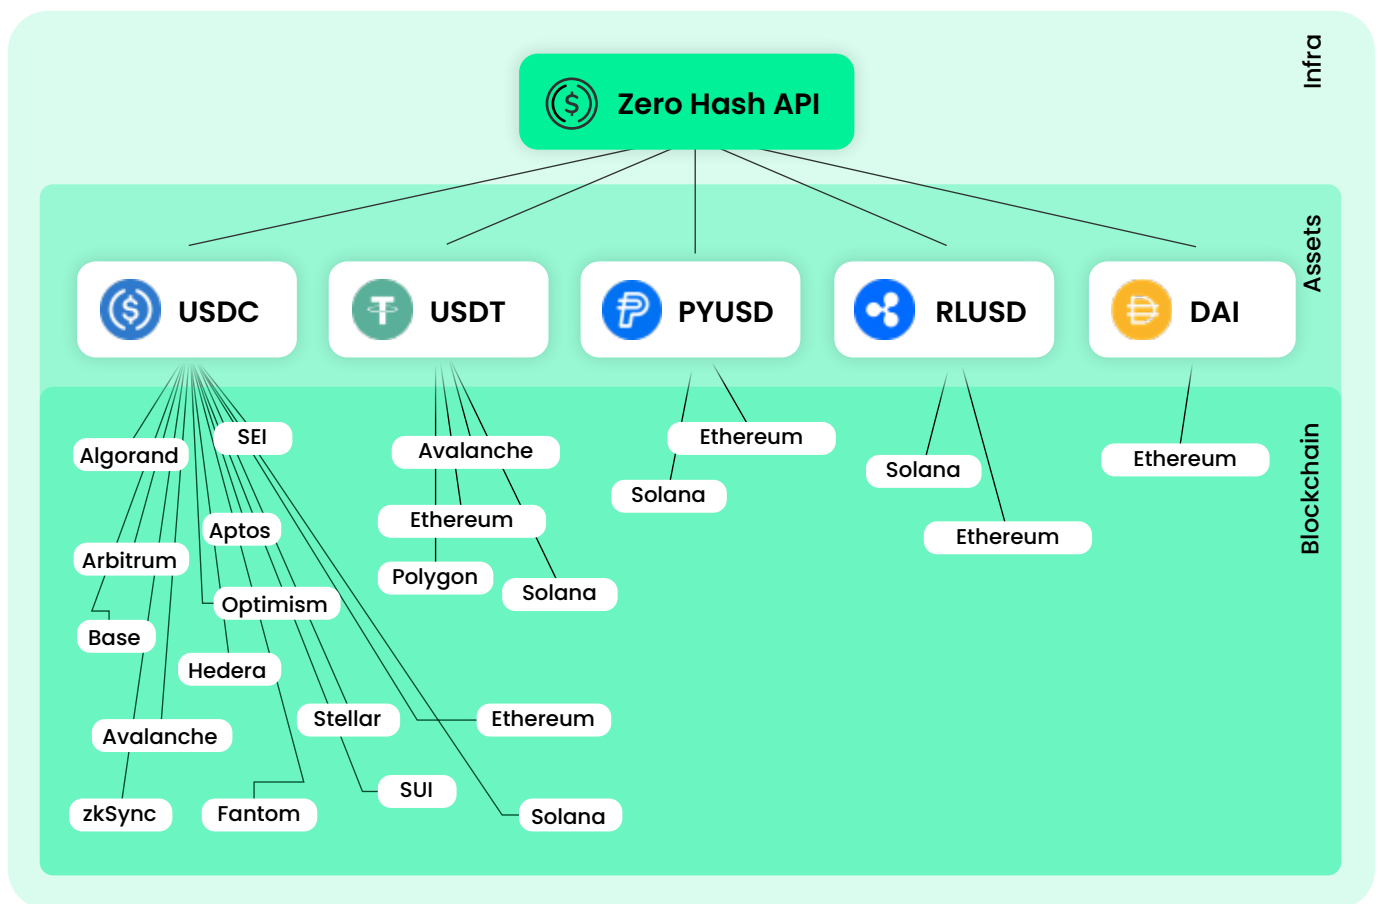 Infra
Zero Hash API
Assets
USDC
USDT
PYUSD
RLUSD
DAI
Blockchain
Algorand
SEI
Arbitrum
Aptos
Base
Optimism
Hedera
Avalanche
Stellar
Ethereum
zkSync
Fantom
SUI
Solana
Avalanche
Ethereum
Polygon
Solana
Ethereum
Solana
Solana
Ethereum
Ethereum